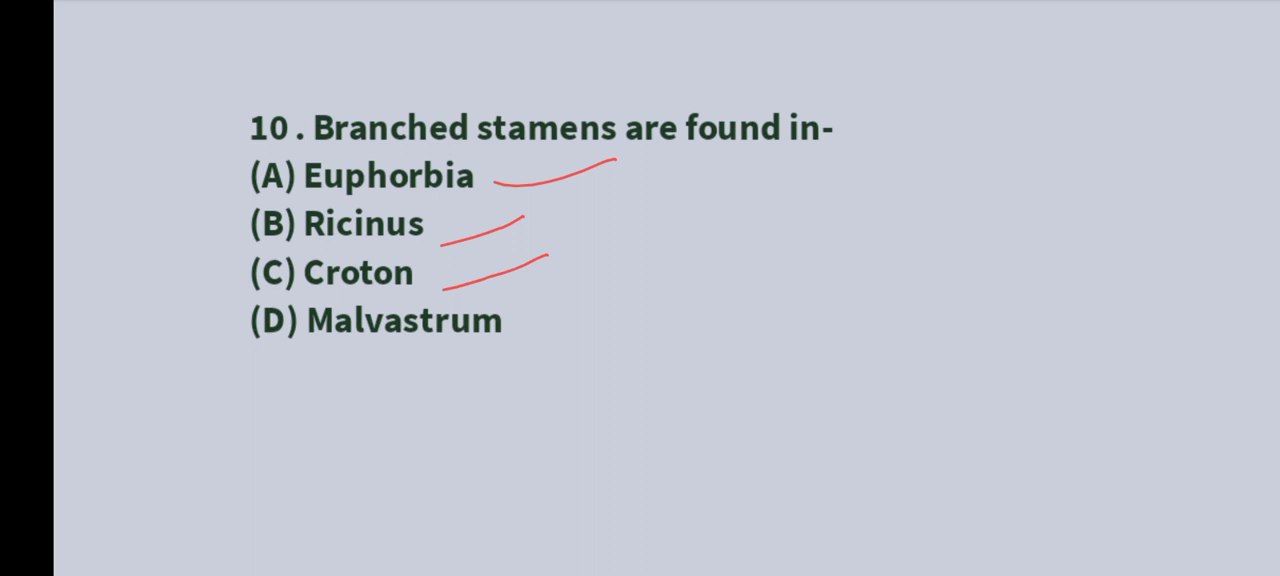 10 . Branched stamens are found in-
(A) Euphorbia
(B) Ricinus
(C) Croton
(D) Malvastrum